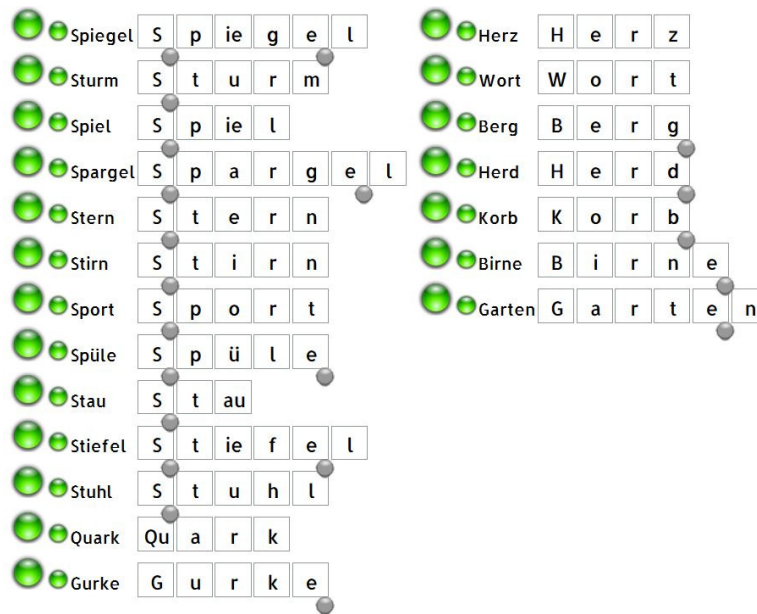 Spiegel S p ie g e l
Sturm S t u r m
Spiel S p ie l
Spargel S p a r g e l
Stern S t e r n
Stirn S t i r n
Sport S p o r t
Spüle S p ü l e
Stau S t au
Stiefel S t ie f e l
Stuhl S t u h l
Quark Qu a r k
Gurke G u r k e
Herz H e r z
Wort W o r t
Berg B e r g
Herd H e r d
Korb K o r b
Birne B i r n e
Garten G a r t e n